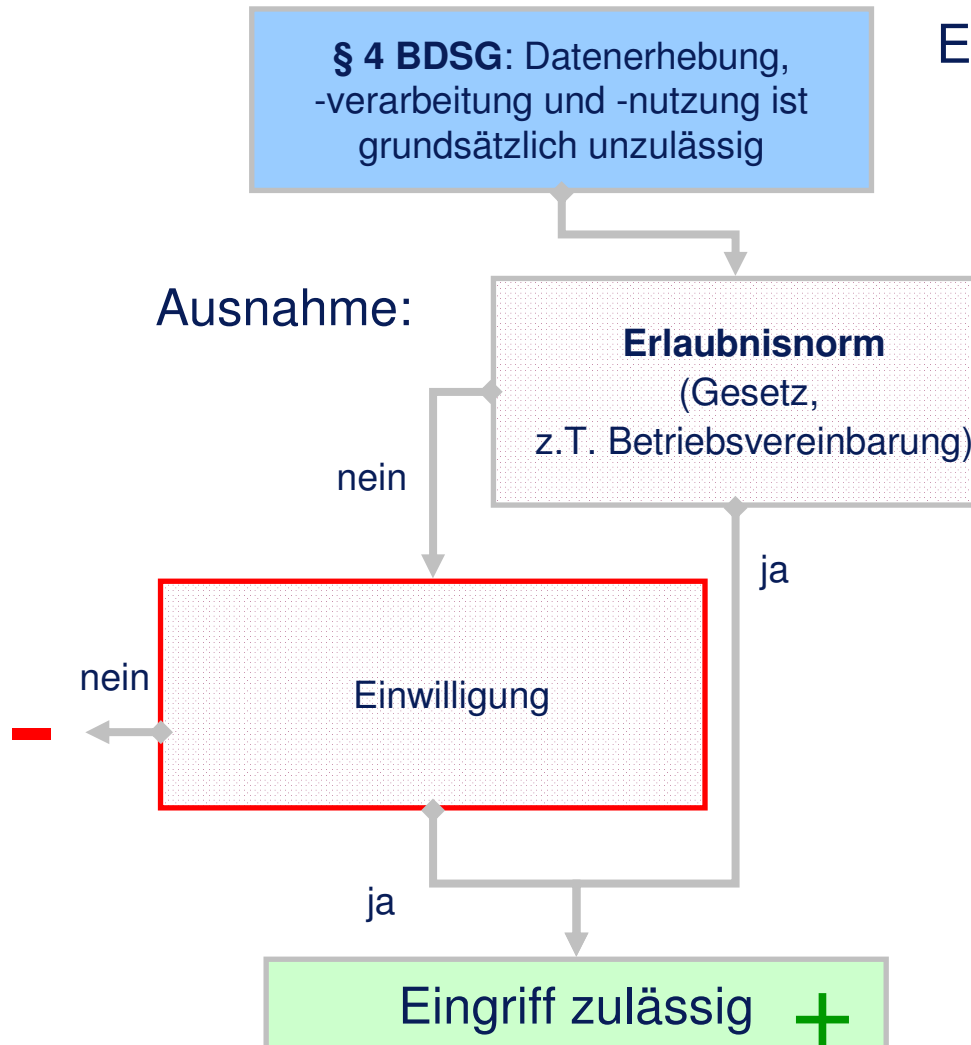 E
§ 4 BDSG: Datenerhebung,
-verarbeitung und -nutzung ist
grundsätzlich unzulässig
Ausnahme:
Erlaubnisnorm
(Gesetz,
z.T. Betriebsvereinbarung)
nein
ja
nein
Einwilligung
-
ja
Eingriff zulässig +